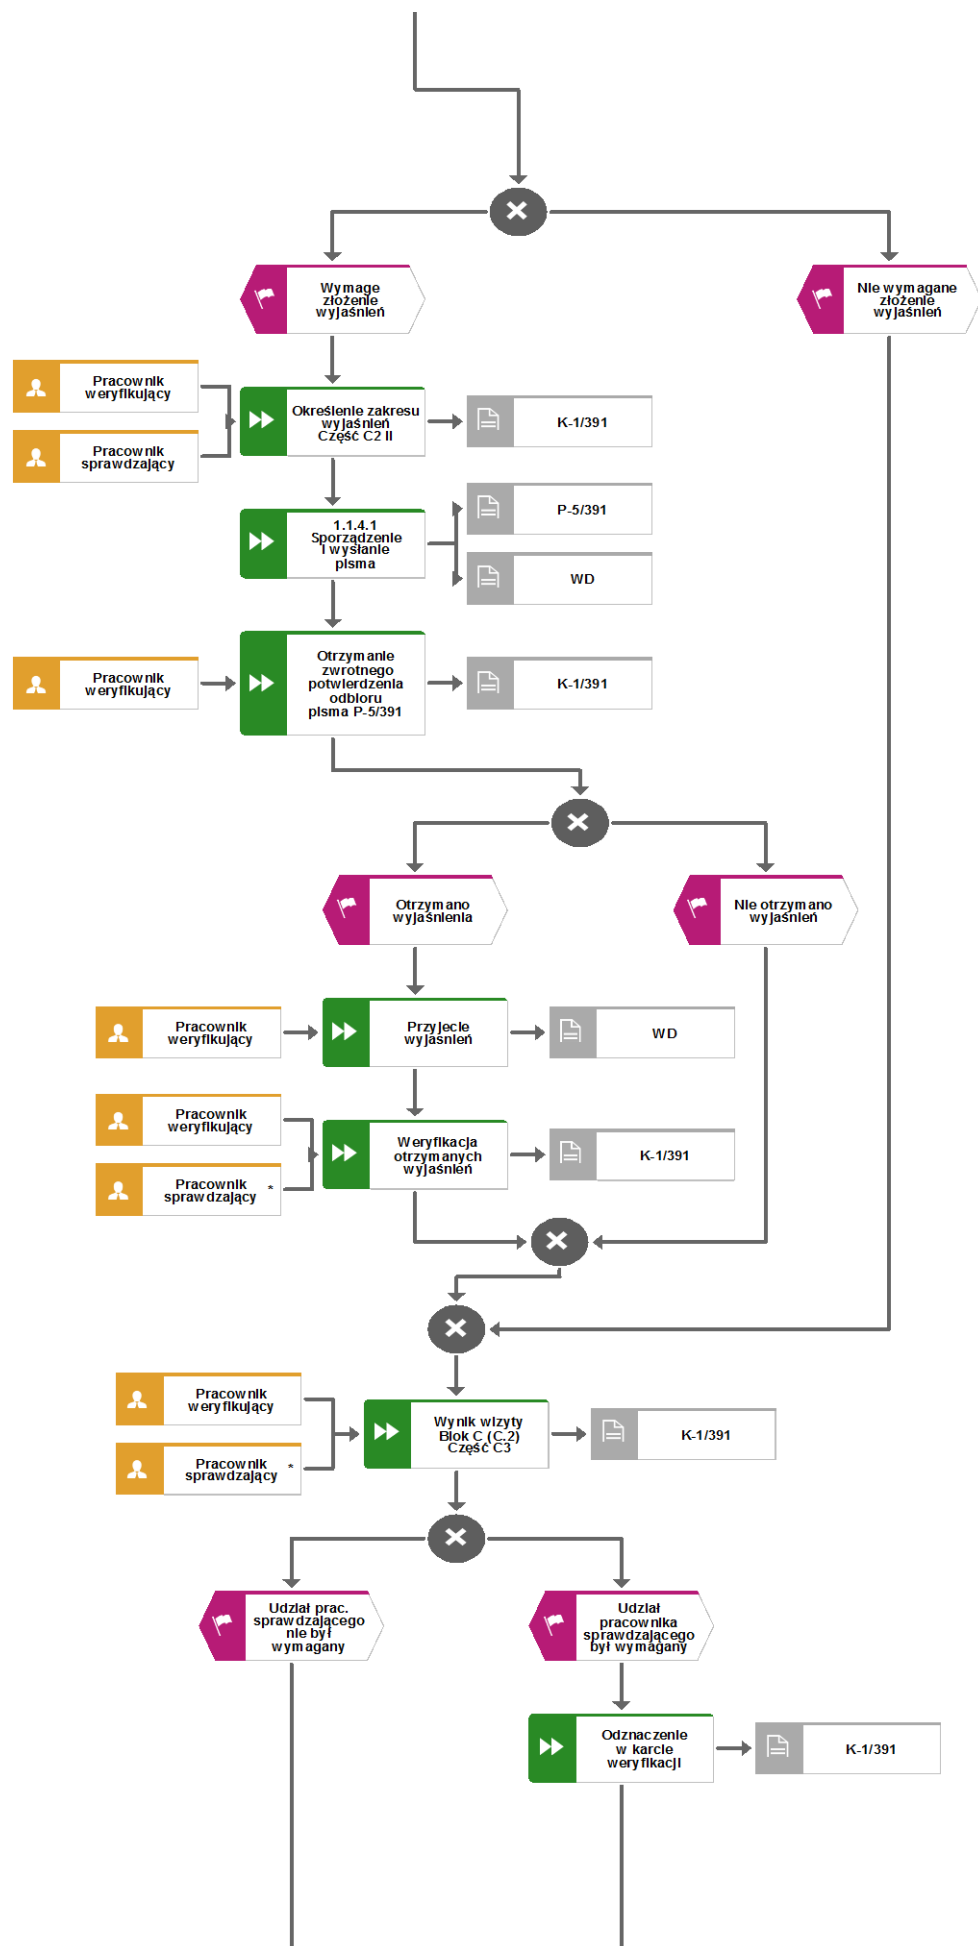 Wymage
złożenie
wyjaśnień
Nie wymagane
złożenie
wyjaśnień
Pracownik
weryfikujący
Pracownik
sprawdzający
Określenie zakresu
wyjaśnień
Część C2 II
K-1/391
1.1.4.1
Sporządzenie
i wysłanie
pisma
P-5/391
WD
Pracownik
weryfikujący
Otrzymanie
zwrotnego
potwierdzenia
odbioru
pisma P-5/391
K-1/391
Otrzymano
wyjaśnienia
Nie otrzymano
wyjaśnień
Pracownik
weryfikujący
Przyjecie
wyjaśnień
WD
Pracownik
weryfikujący
Pracownik *
sprawdzający
Weryfikacja
otrzymanych
wyjaśnień
K-1/391
Pracownik
weryfikujący
Pracownik *
sprawdzający
Wynik wizyty
Blok C (C.2)
Część C3
K-1/391
Udział prac.
sprawdzającego
nie był
wymagany
Udział
pracownika
sprawdzającego
był wymagany
Odznaczenie
w karcie
weryfikacji
K-1/391